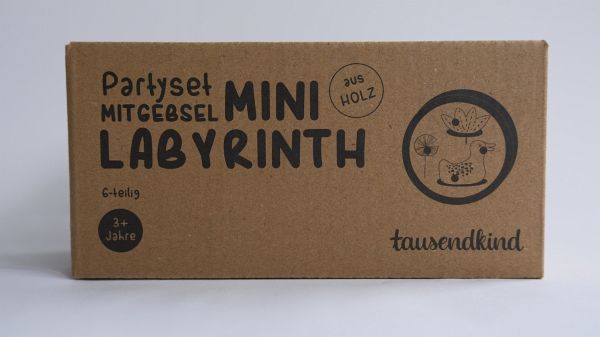 Partyset
MITGEBSEL MINI
LABYRINTH
aus
HOLZ
6-teilig
3+
Jahre
tausendkind